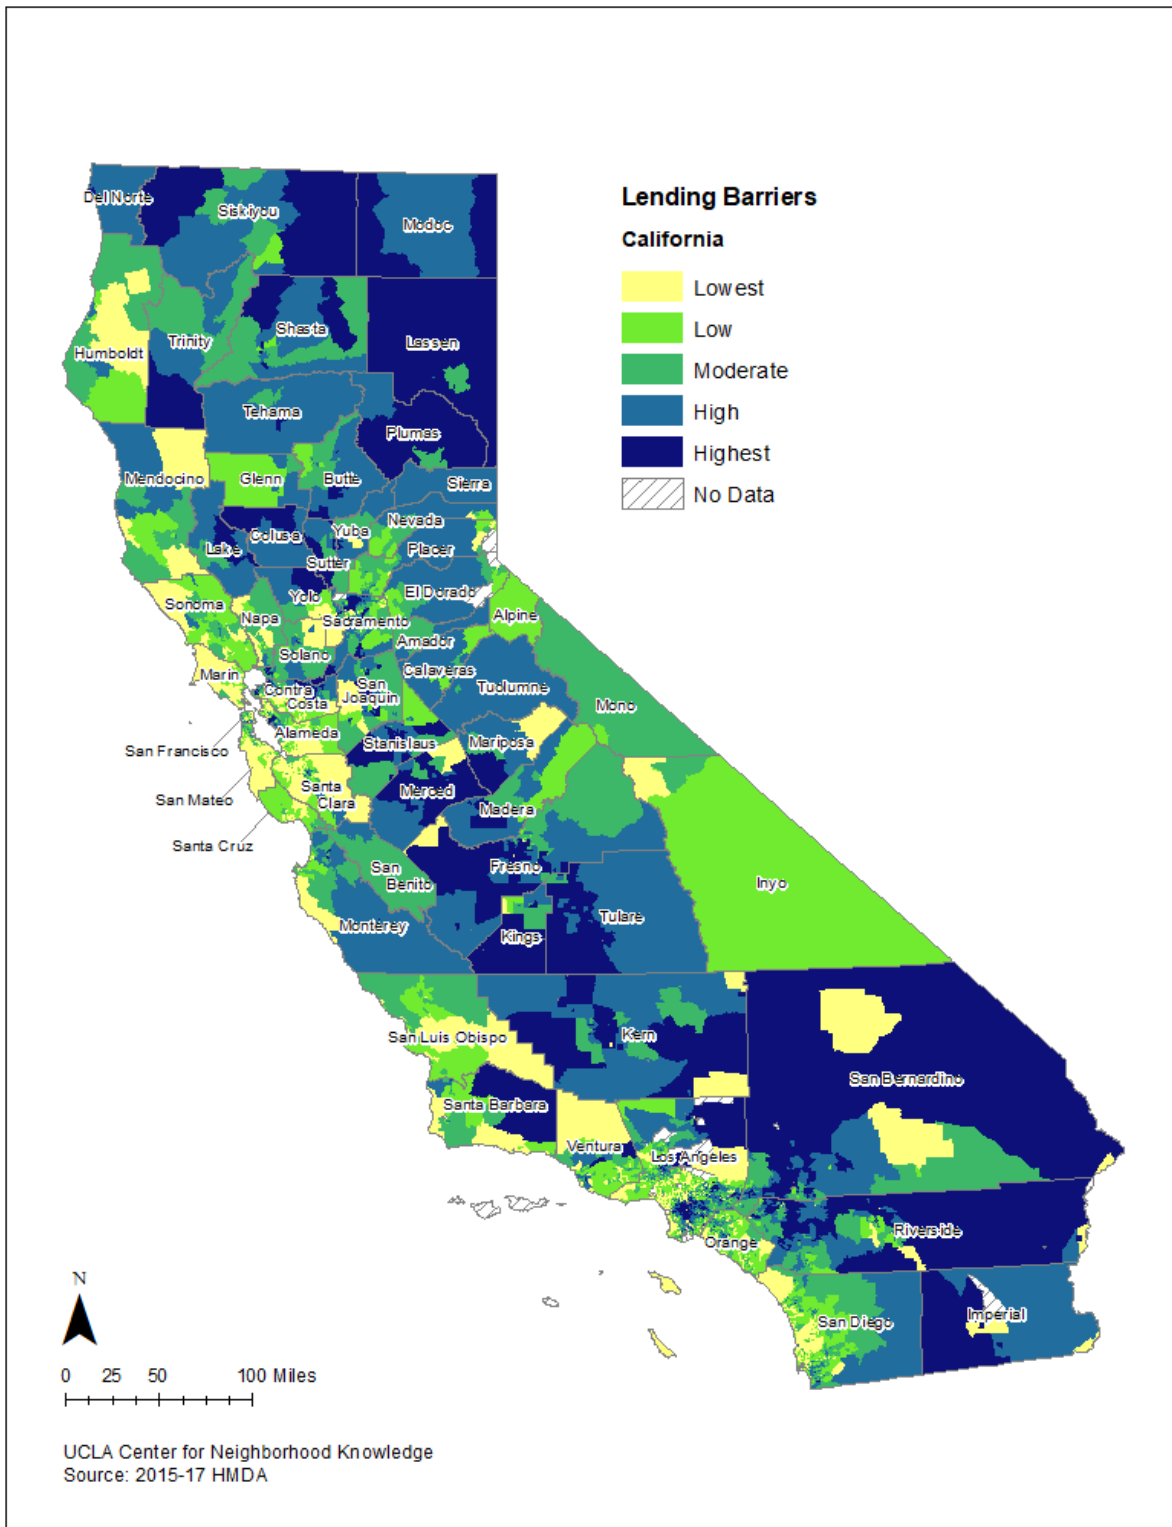 Lending Barriers
California
Lowest
Low
Moderate
High
Highest
No Data
Del Norte
Siskiyou
Modoc
Humboldt
Trinity
Shasta
Lassen
Tehama
Plumas
Mendocino
Glenn
Butte
Sierra
Nevada
Colusa
Yuba
Lake
Placer
Sutter
Yolo
El Dorado
Sonoma
Napa
Sacramento
Alpine
Amador
Solano
Marin
Calaveras
Contra
Costa
San
Joaquin
Tuolumne
Mono
Alameda
San Francisco
Stanislaus
Mariposa
San Mateo
Santa
Clara
Merced
Madera
Santa Cruz
San
Benito
Fresno
Inyo
Monterey
Kings
Tulare
San Luis Obispo
Kern
San Bernardino
Santa Barbara
Ventura
Los Angeles
Orange
Riverside
San Diego
Imperial
N
0 25 50 100 Miles
UCLA Center for Neighborhood Knowledge
Source: 2015-17 HMDA